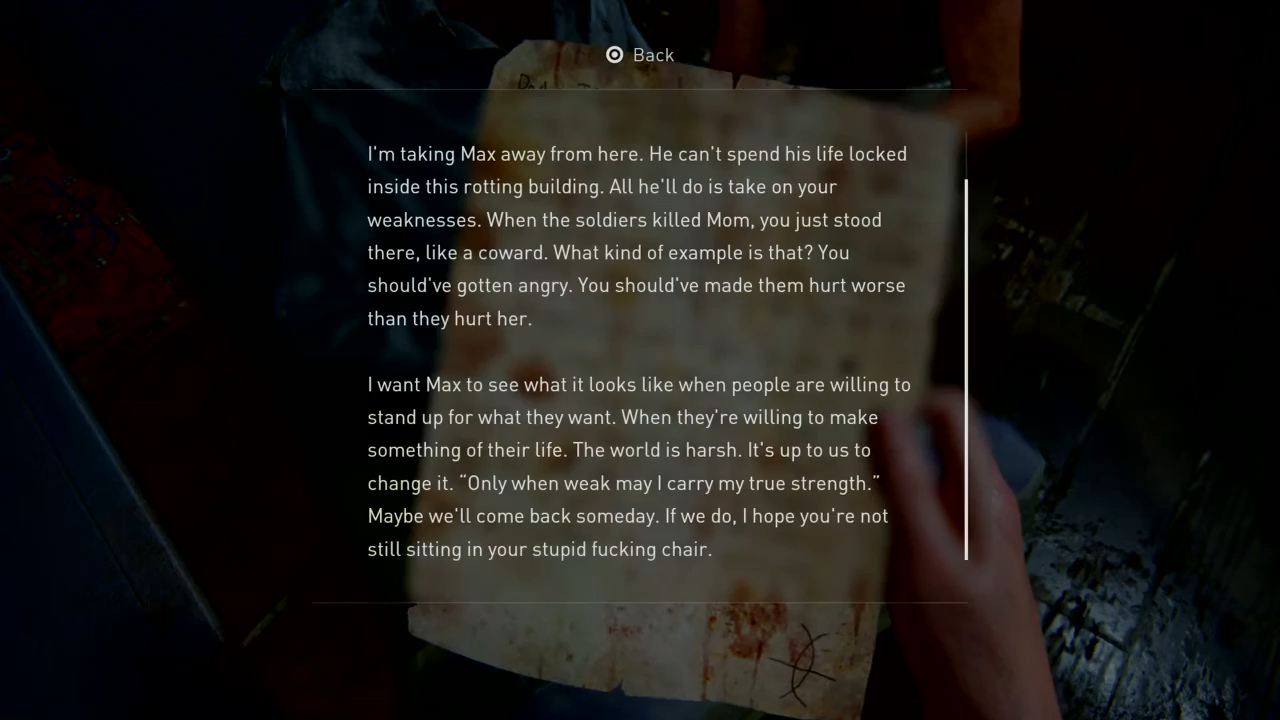 Back
I'm taking Max away from here. He can't spend his life locked
inside this rotting building. All he'll do is take on your
weaknesses. When the soldiers killed Mom, you just stood
there, like a coward. What kind of example is that? You
should've gotten angry. You should've made them hurt worse
than they hurt her.
I want Max to see what it looks like when people are willing to
stand up for what they want. When they're willing to make
something of their life. The world is harsh. It's up to us to
change it. “Only when weak may I carry my true strength.”
Maybe we'll come back someday. If we do, I hope you're not
still sitting in your stupid fucking chair.